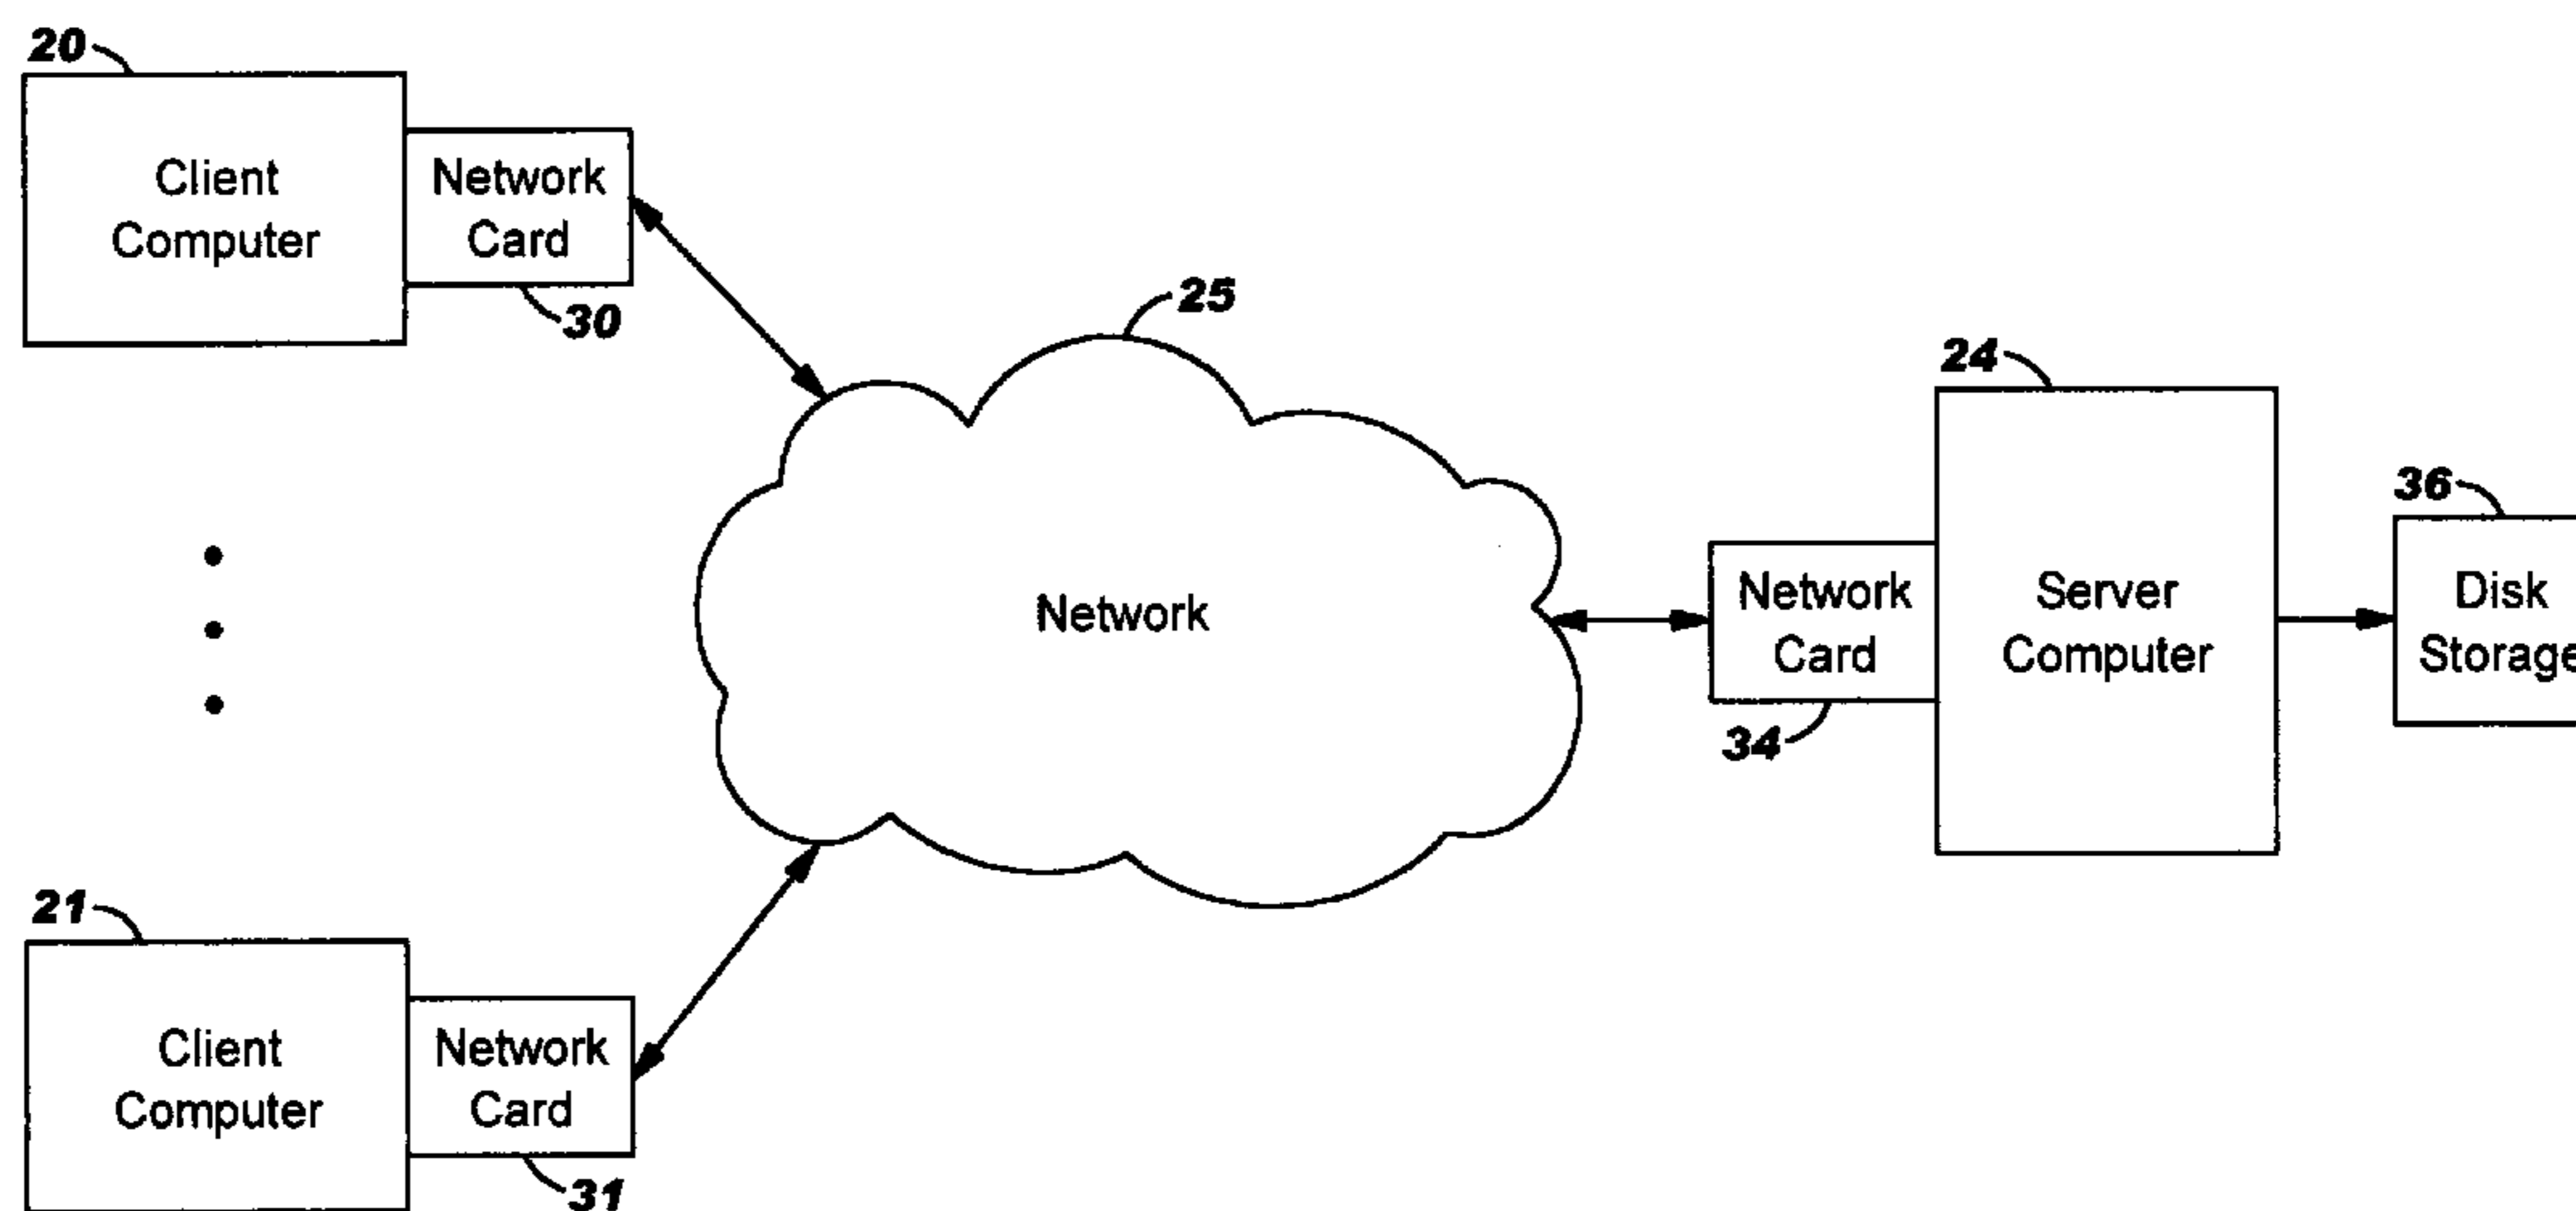 20
Client
Computer
Network
Card
30
25
Network
24
Server
Computer
Network
Card
34
36
Disk
Storage
21
Client
Computer
Network
Card
31